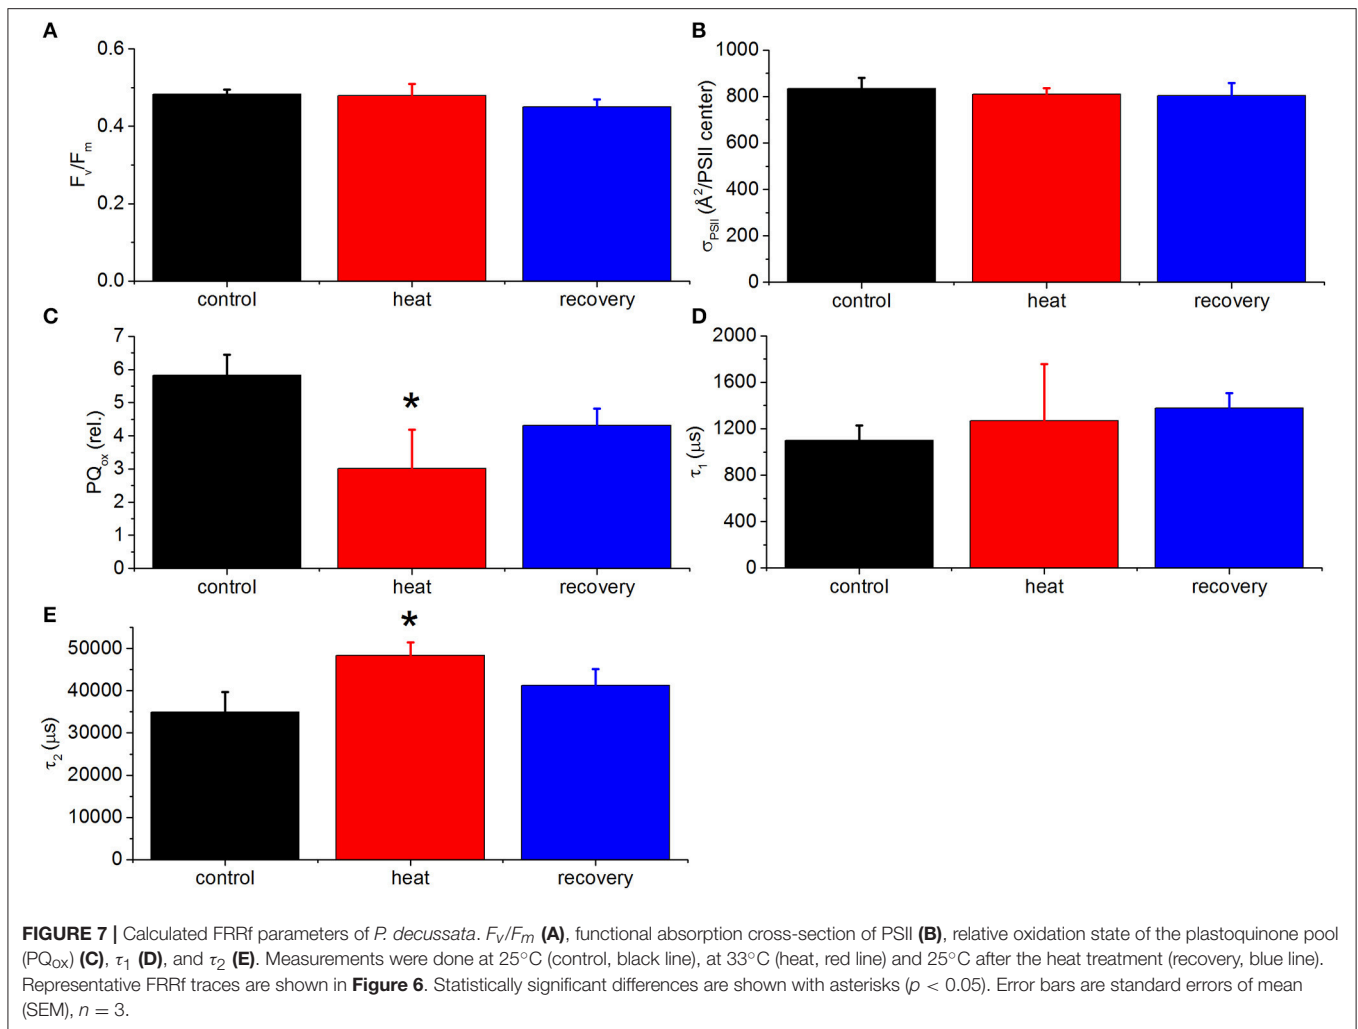 A
0.6
0.4
0.2
0.0
Fv/Fm
control heat recovery
B
1000
800
600
400
200
0
σPSII (Å²/PSII center)
control heat recovery
C
7
6
5
4
3
2
1
0
PQox (rel.)
*
control heat recovery
D
2000
1600
1200
800
400
0
τ1 (μs)
control heat recovery
E
50000
40000
30000
20000
10000
0
τ2 (μs)
*
control heat recovery
FIGURE 7 | Calculated FRRf parameters of P. decussata. Fv/Fm (A), functional absorption cross-section of PSII (B), relative oxidation state of the plastoquinone pool
(PQox) (C), τ1 (D), and τ2 (E). Measurements were done at 25°C (control, black line), at 33°C (heat, red line) and 25°C after the heat treatment (recovery, blue line).
Representative FRRf traces are shown in Figure 6. Statistically significant differences are shown with asterisks (p < 0.05). Error bars are standard errors of mean
(SEM), n = 3.